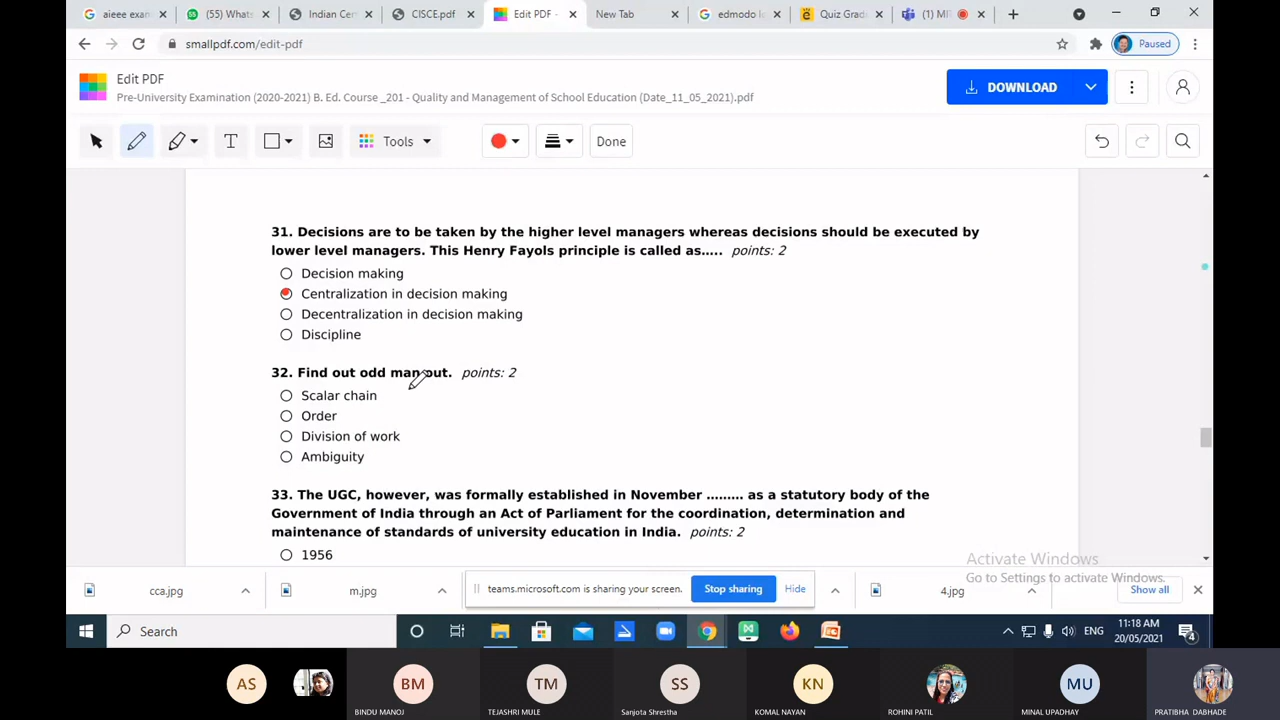 aieee exam
(55) Whats
Indian Cer
CISCE.pdf
Edit PDF -
New Tab
edmodo lo
Quiz Grad
(1) MI
smallpdf.com/edit-pdf
Paused
Edit PDF
Pre-University Examination (2020-2021) B. Ed. Course _201 - Quality and Management of School Education (Date_11_05_2021).pdf
DOWNLOAD
T
Tools
Done
31. Decisions are to be taken by the higher level managers whereas decisions should be executed by
lower level managers. This Henry Fayols principle is called as..... points: 2
Decision making
Centralization in decision making
Decentralization in decision making
Discipline
32. Find out odd man out. points: 2
Scalar chain
Order
Division of work
Ambiguity
33. The UGC, however, was formally established in November ......... as a statutory body of the
Government of India through an Act of Parliament for the coordination, determination and
maintenance of standards of university education in India. points: 2
1956
Activate Windows
Go to Settings to activate Windows.
cca.jpg
m.jpg
teams.microsoft.com is sharing your screen.
Stop sharing
Hide
4.jpg
Show all
Search
ENG
11:18 AM
20/05/2021
4
AS
BM
TM
SS
KN
MU
BINDU MANOJ
TEJASHRI MULE
Sanjota Shrestha
KOMAL NAYAN
ROHINI PATIL
MINAL UPADHAY
PRATIBHA DABHADE